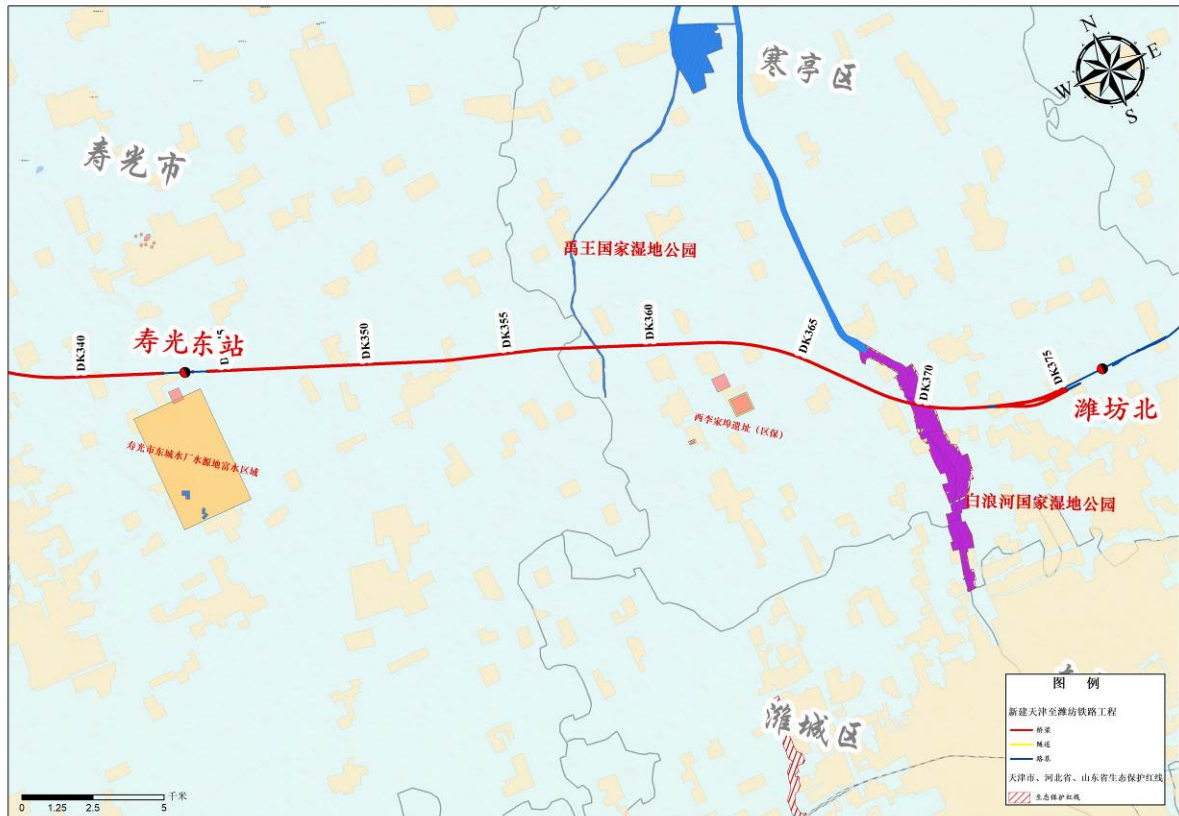 N
E
W
S
寒亭区
寿光市
禹王国家湿地公园
DK340
寿光东站
DK350
DK355
DK360
DK365
DK370
DK375
潍坊北
两李家埠遗址（区保）
寿光市东城水厂水源地富水区域
白浪河国家湿地公园
潍城区
图 例
新建天津至潍坊铁路工程
桥梁
隧道
路基
天津市、河北省、山东省生态保护红线
生态保护红线
千米
0 1.25 2.5 5